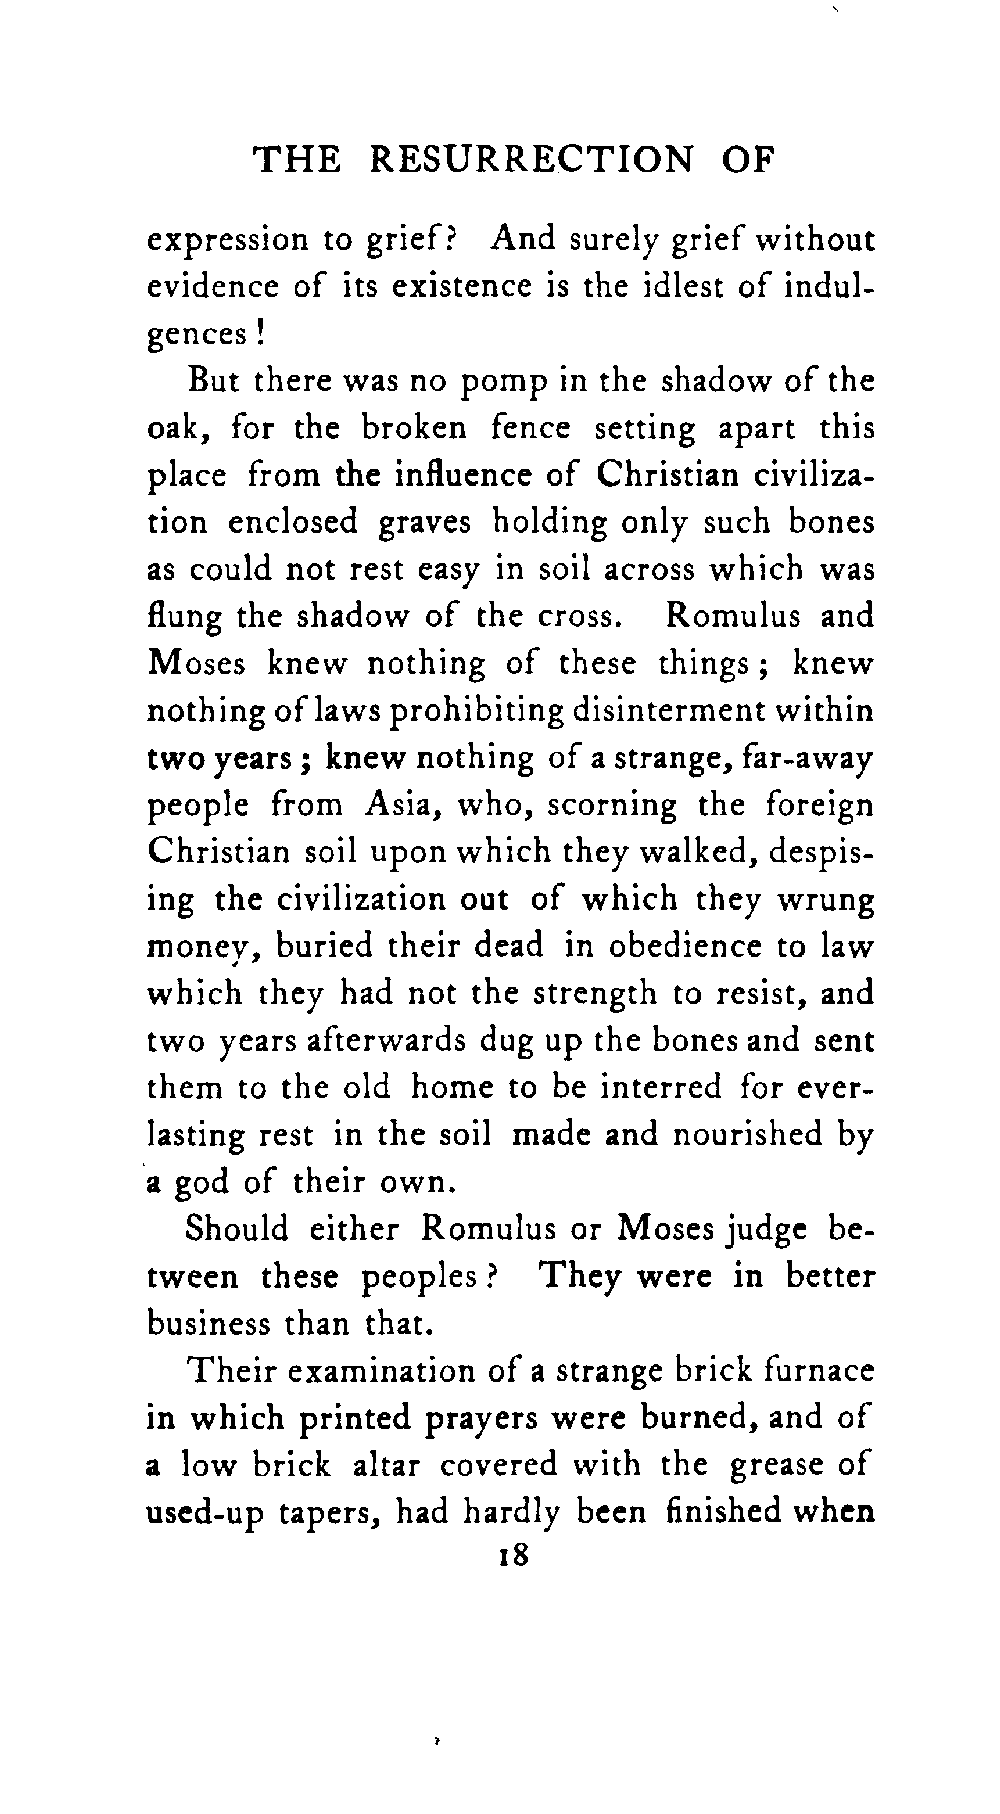 THE RESURRECTION OF
expression to grief? And surely grief without
evidence of its existence is the idlest of indul-
gences !
But there was no pomp in the shadow of the
oak, for the broken fence setting apart this
place from the influence of Christian civiliza-
tion enclosed graves holding only such bones
as could not rest easy in soil across which was
flung the shadow of the cross. Romulus and
Moses knew nothing of these things ; knew
nothing of laws prohibiting disinterment within
two years ; knew nothing of a strange, far-away
people from Asia, who, scorning the foreign
Christian soil upon which they walked, despis-
ing the civilization out of which they wrung
money, buried their dead in obedience to law
which they had not the strength to resist, and
two years afterwards dug up the bones and sent
them to the old home to be interred for ever-
lasting rest in the soil made and nourished by
a god of their own.
Should either Romulus or Moses judge be-
tween these peoples ? They were in better
business than that.
Their examination of a strange brick furnace
in which printed prayers were burned, and of
a low brick altar covered with the grease of
used-up tapers, had hardly been finished when
18